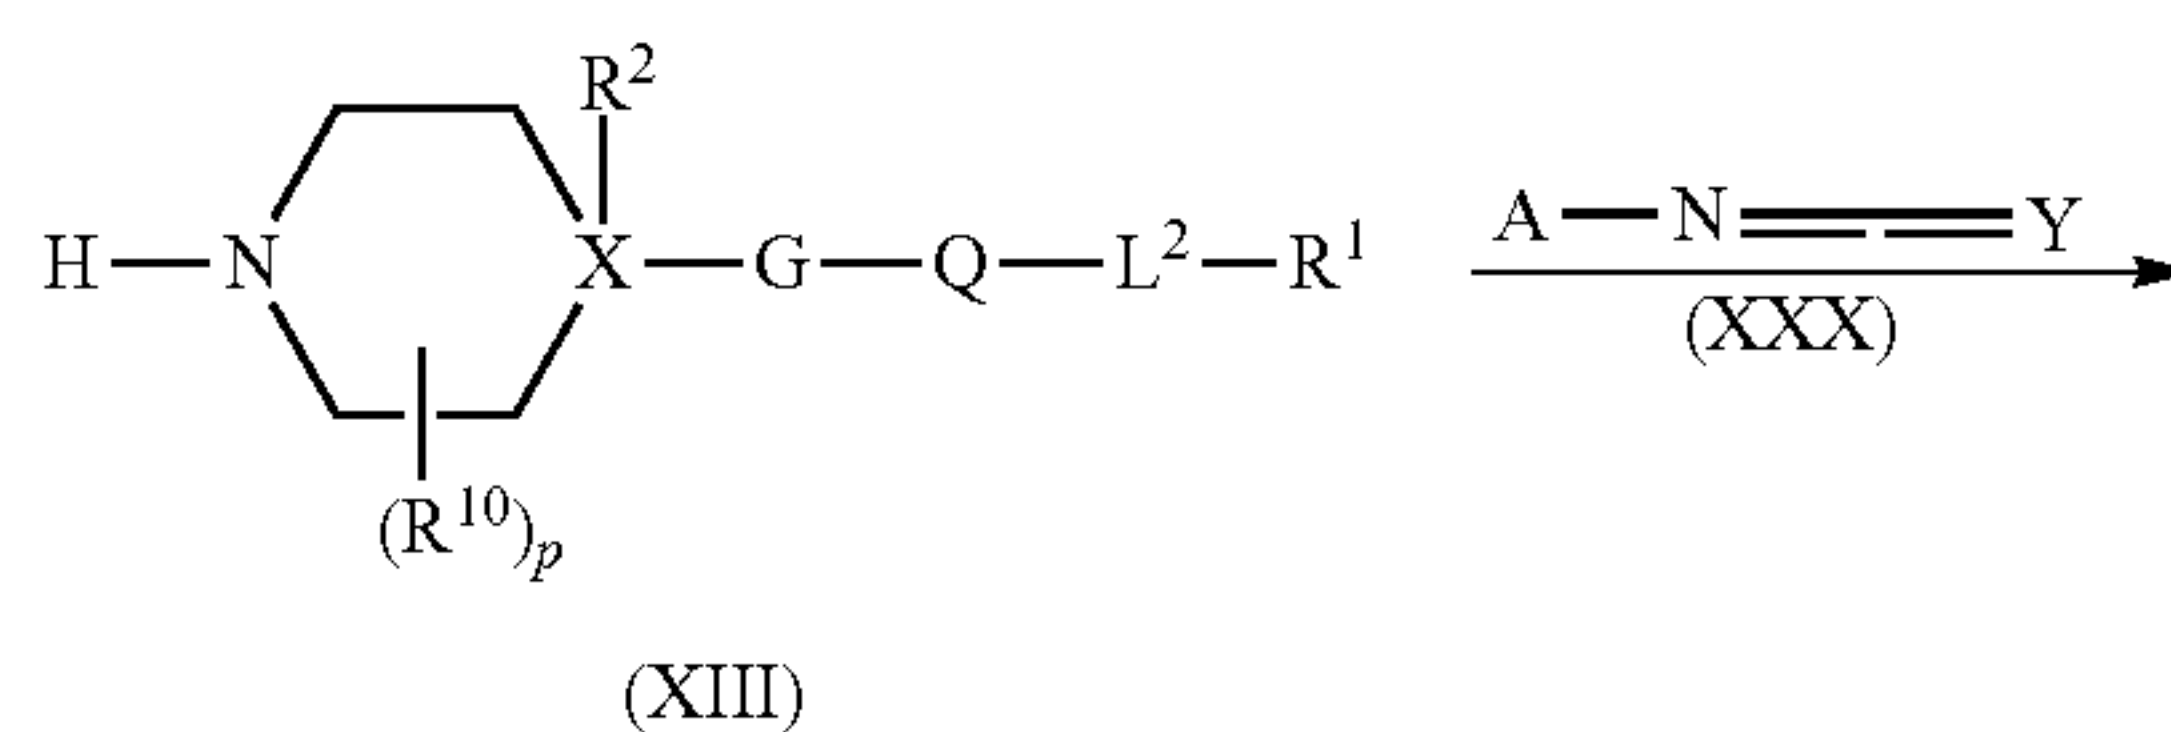 R²
H—N X—G—Q—L²—R¹
A—N=Y
(XXX)
(R¹⁰)p
(XIII)